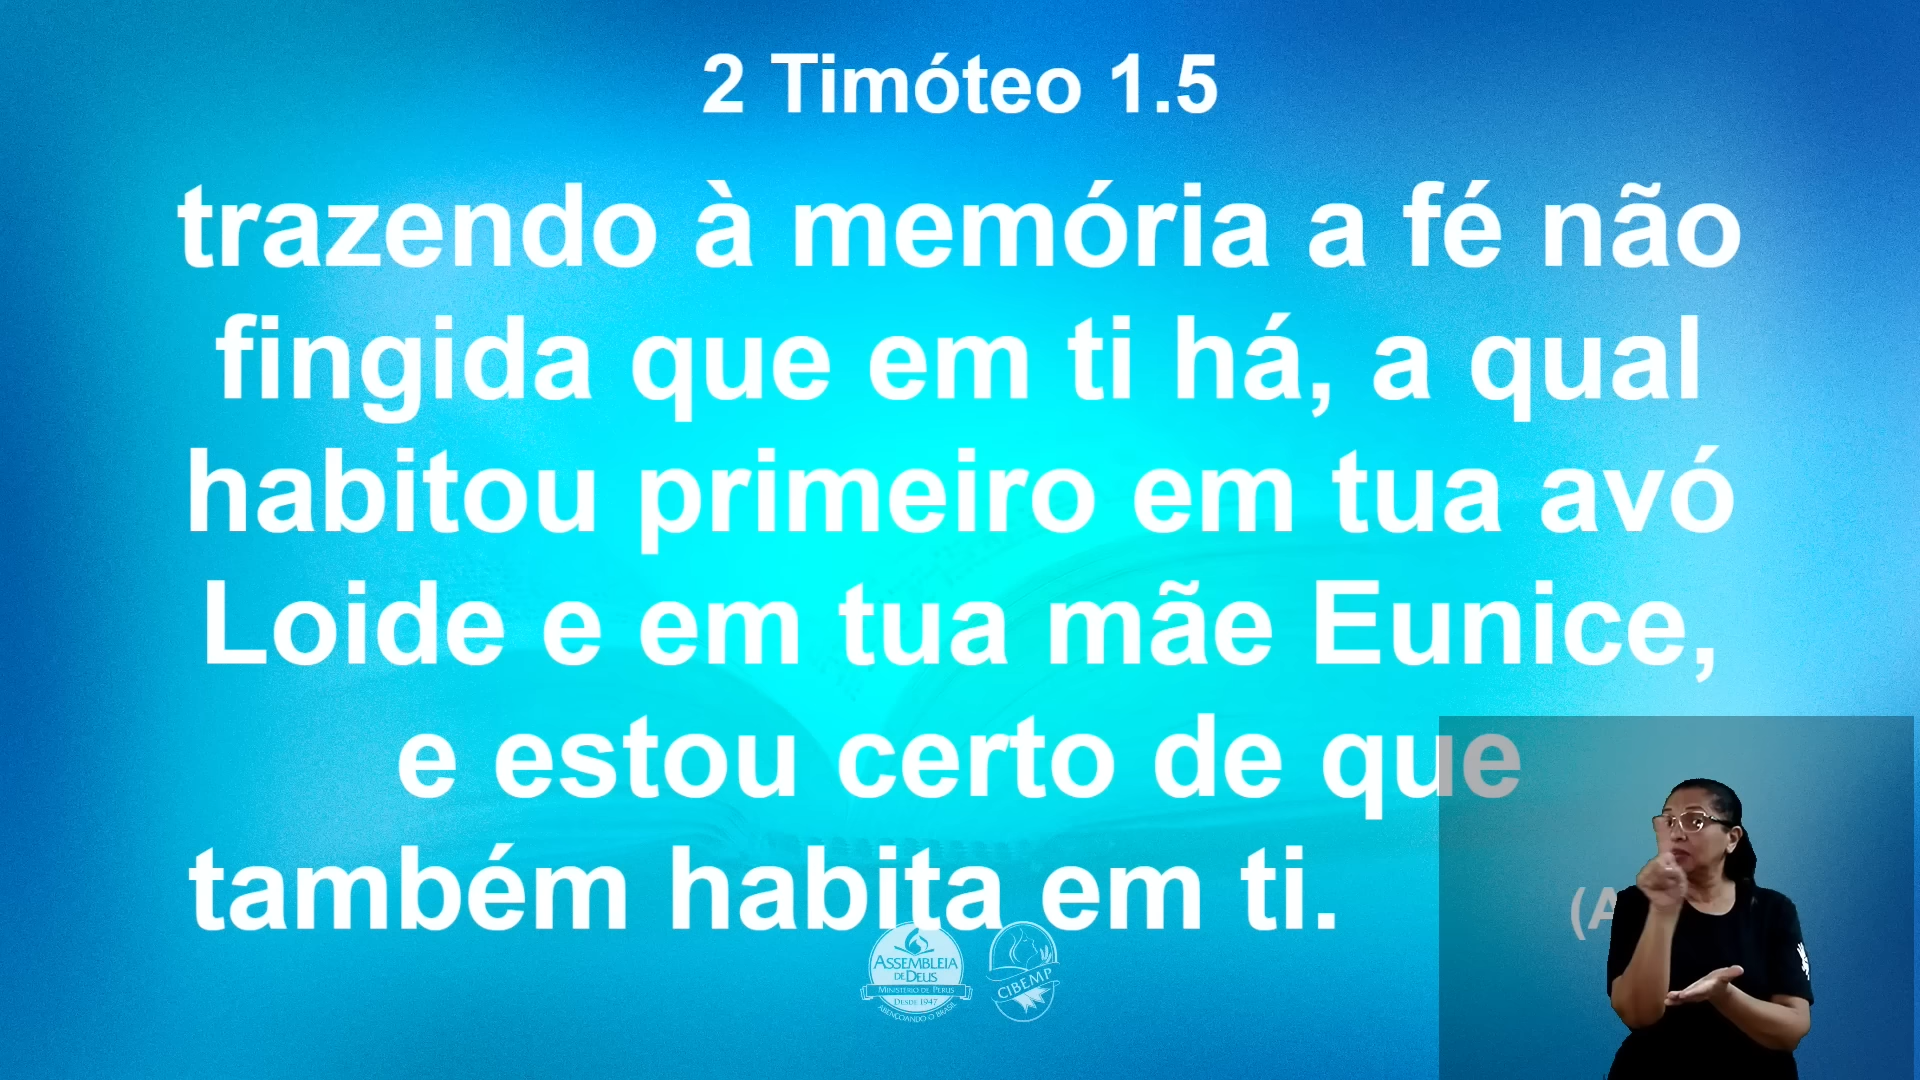 2 Timóteo 1.5
trazendo à memória a fé não
fingida que em ti há, a qual
habitou primeiro em tua avó
Loide e em tua mãe Eunice,
e estou certo de que
também habita em ti.
(A
ASSEMBLEIA
DE DEUS
MINISTÉRIO DE PERUS
DESDE 1947
ABENÇOANDO O BRASIL
CIBEMP